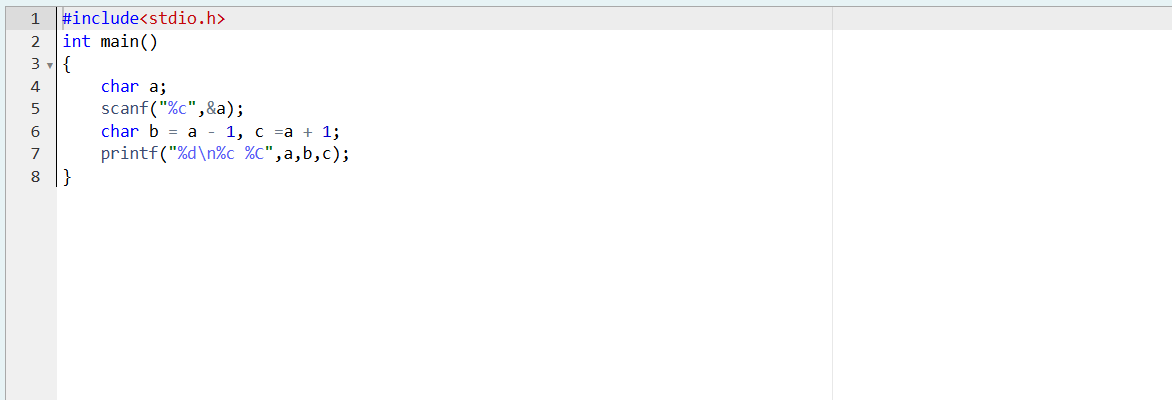 1 #include<stdio.h>
2 int main()
3 {
4     char a;
5     scanf("%c",&a);
6     char b = a - 1, c =a + 1;
7     printf("%d\n%c %C",a,b,c);
8 }